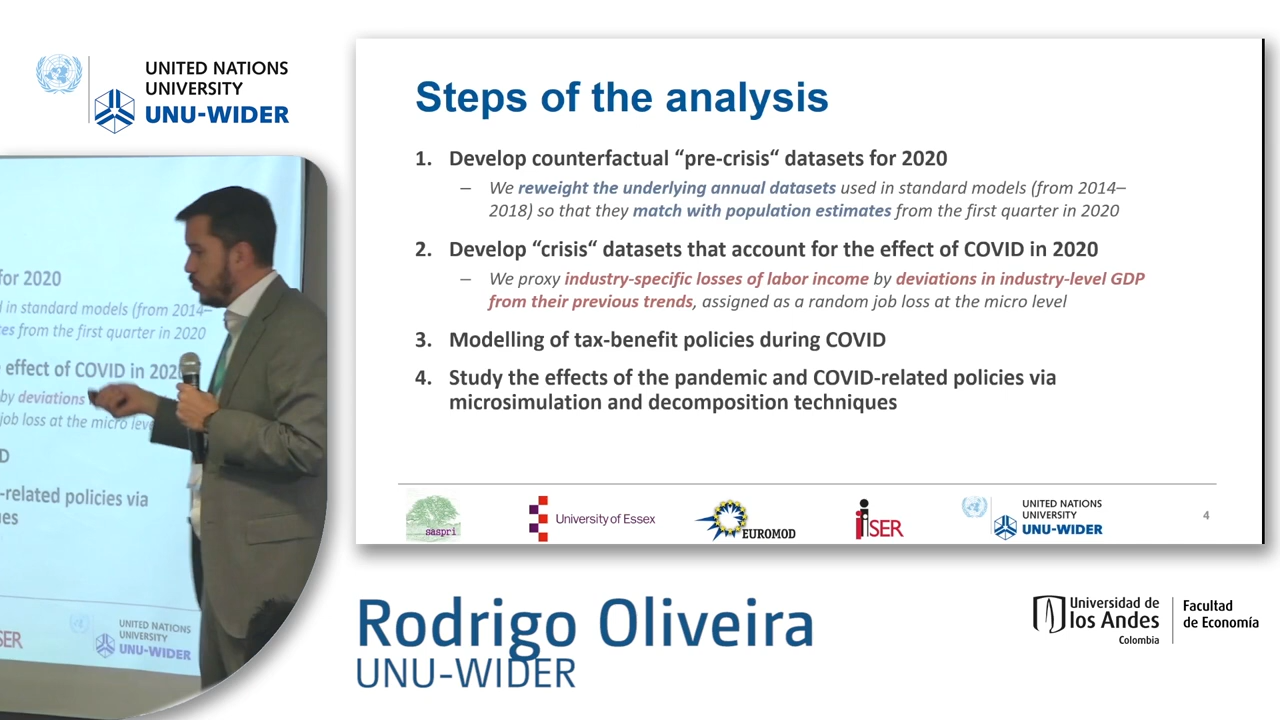 UNITED NATIONS
UNIVERSITY
UNU-WIDER
Steps of the analysis
1. Develop counterfactual “pre-crisis“ datasets for 2020
– We reweight the underlying annual datasets used in standard models (from 2014–
2018) so that they match with population estimates from the first quarter in 2020
2. Develop “crisis“ datasets that account for the effect of COVID in 2020
– We proxy industry-specific losses of labor income by deviations in industry-level GDP
from their previous trends, assigned as a random job loss at the micro level
3. Modelling of tax-benefit policies during COVID
4. Study the effects of the pandemic and COVID-related policies via
microsimulation and decomposition techniques
saspri
University of Essex
EUROMOD
iSER
UNITED NATIONS
UNIVERSITY
UNU-WIDER
4
for 2020
l in standard models (from 2014–
es from the first quarter in 2020
effect of COVID in 2020
by deviations
job loss at the micro leve
D
-related policies via
ues
SER
UNITED NATIONS
UNIVERSITY
UNU-WIDER
Rodrigo Oliveira
UNU-WIDER
Universidad de
los Andes
Colombia
Facultad
de Economía